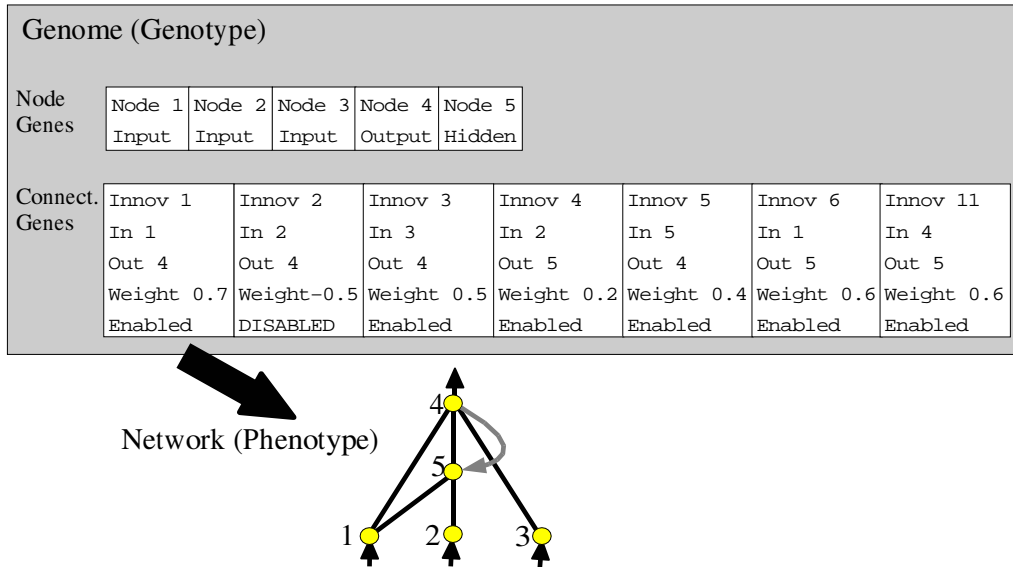 Genome (Genotype)
Node Genes
Node 1 Node 2 Node 3 Node 4 Node 5
Input Input Input Output Hidden
Connect. Genes
Innov 1 Innov 2 Innov 3 Innov 4 Innov 5 Innov 6 Innov 11
In 1 In 2 In 3 In 2 In 5 In 1 In 4
Out 4 Out 4 Out 4 Out 5 Out 4 Out 5 Out 5
Weight 0.7 Weight-0.5 Weight 0.5 Weight 0.2 Weight 0.4 Weight 0.6 Weight 0.6
Enabled DISABLED Enabled Enabled Enabled Enabled Enabled
Network (Phenotype)
4
5
1 2 3